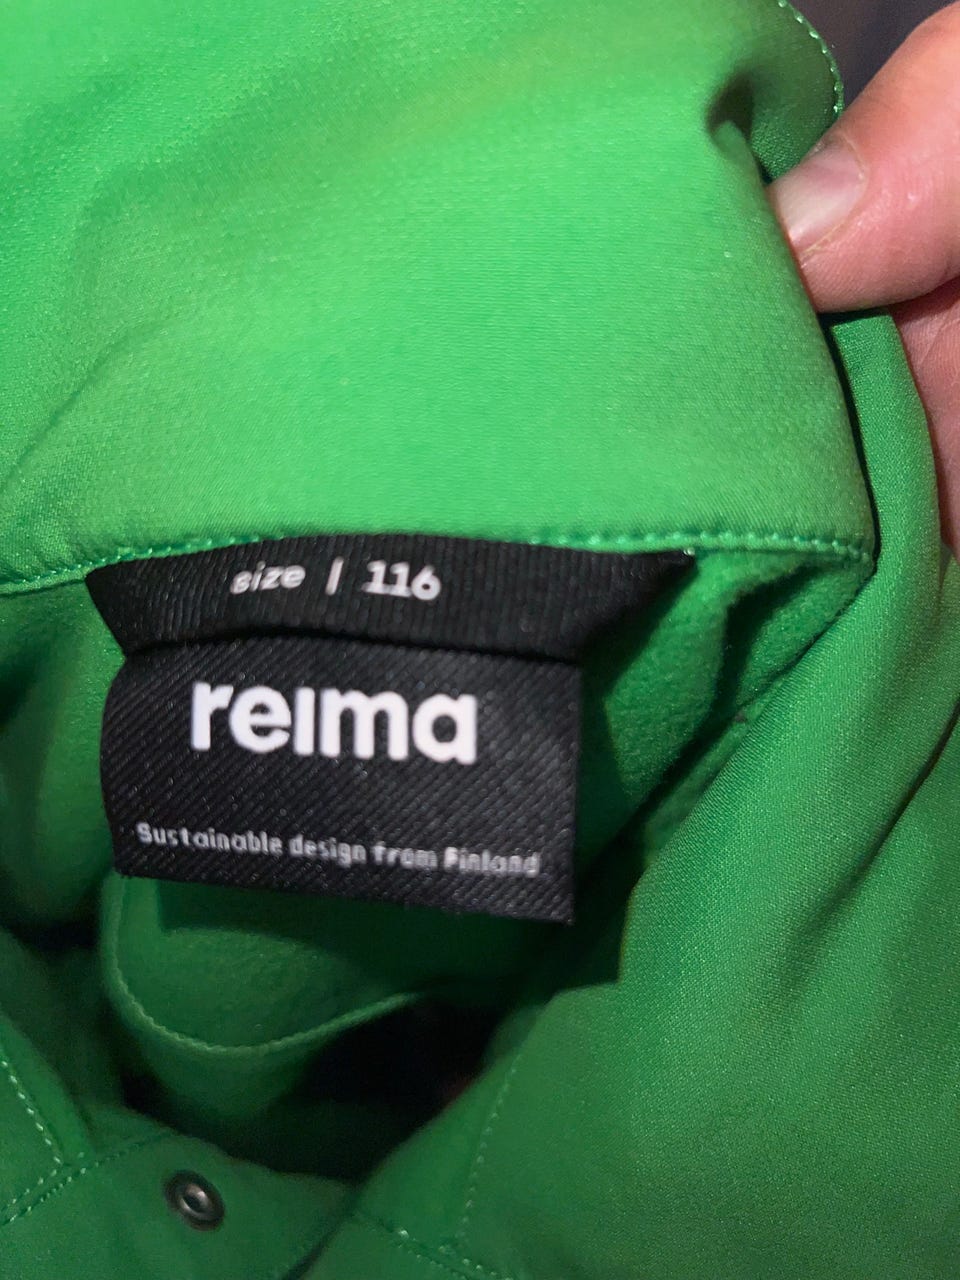 size | 116
reima
Sustainable design from Finland